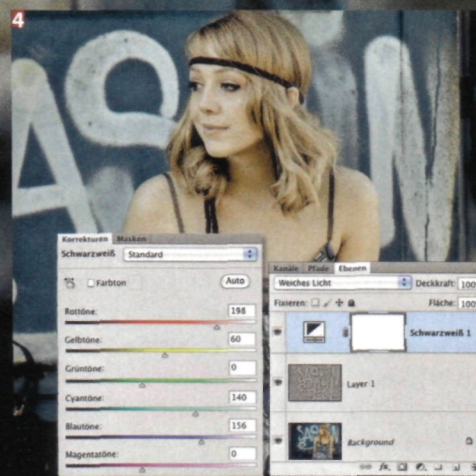 4
Korrekturen Masken
Schwarzweiß Standard
Farbton Auto
Rottöne: 198
Gelbtöne: 60
Grüntöne: 0
Cyantöne: 140
Blautöne: 156
Magentatöne: 0
Kanäle Pfade Ebenen
Weiches Licht Deckkraft: 100
Fixieren: Fläche: 100
Schwarzweiß 1
Layer 1
Background
fx.